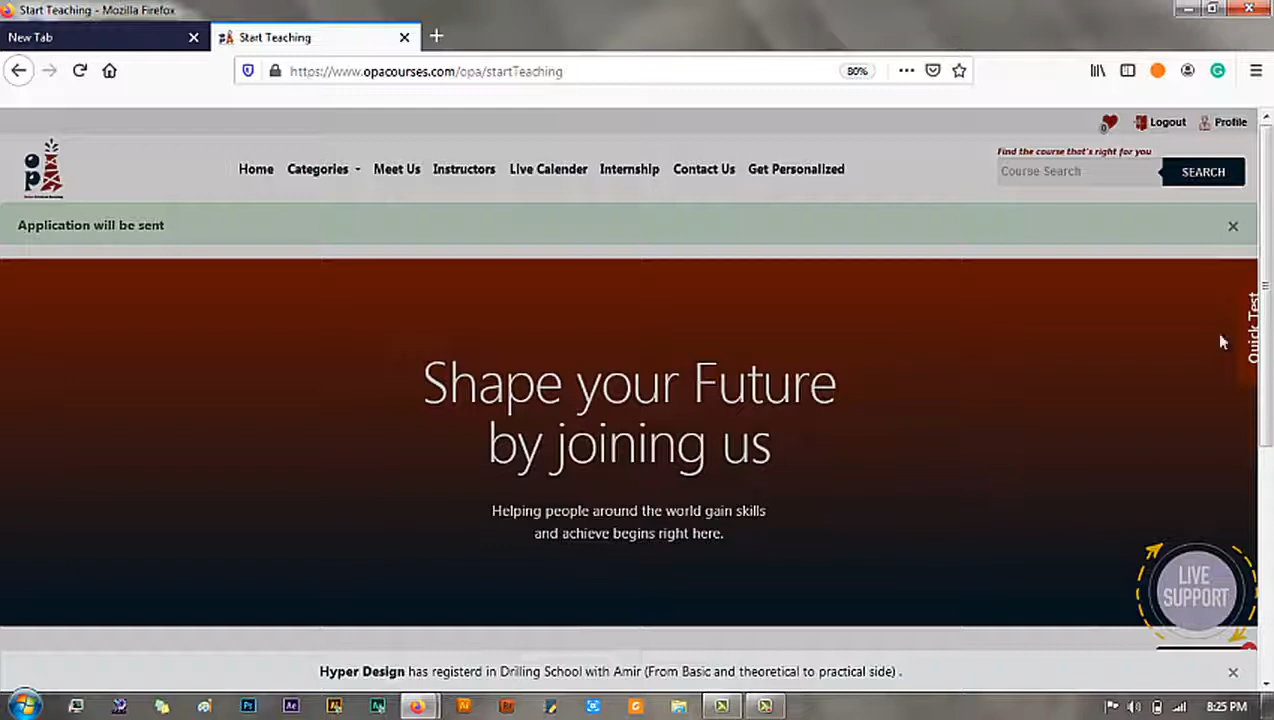 Start Teaching - Mozilla Firefox
New Tab
Start Teaching
https://www.opacourses.com/opa/startTeaching
80%
0
Logout
Profile
Find the course that's right for you
op
Home
Categories
Meet Us
Instructors
Live Calender
Internship
Contact Us
Get Personalized
Course Search
SEARCH
Application will be sent
Quick Test
Shape your Future
by joining us
Helping people around the world gain skills
and achieve begins right here.
LIVE
SUPPORT
Hyper Design has registerd in Drilling School with Amir (From Basic and theoretical to practical side) .
8:25 PM